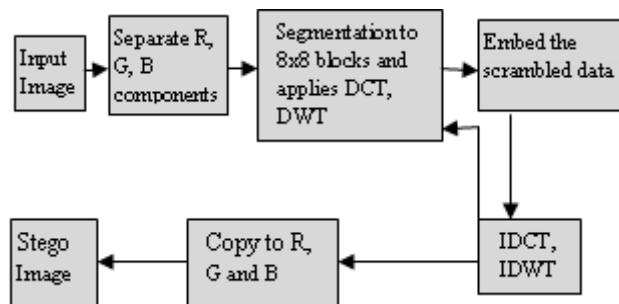 Input
Image
Separate R,
G, B
components
Segmentation to
8x8 blocks and
applies DCT,
DWT
Embed the
scrambled data
Stego
Image
Copy to R,
G and B
IDCT,
IDWT